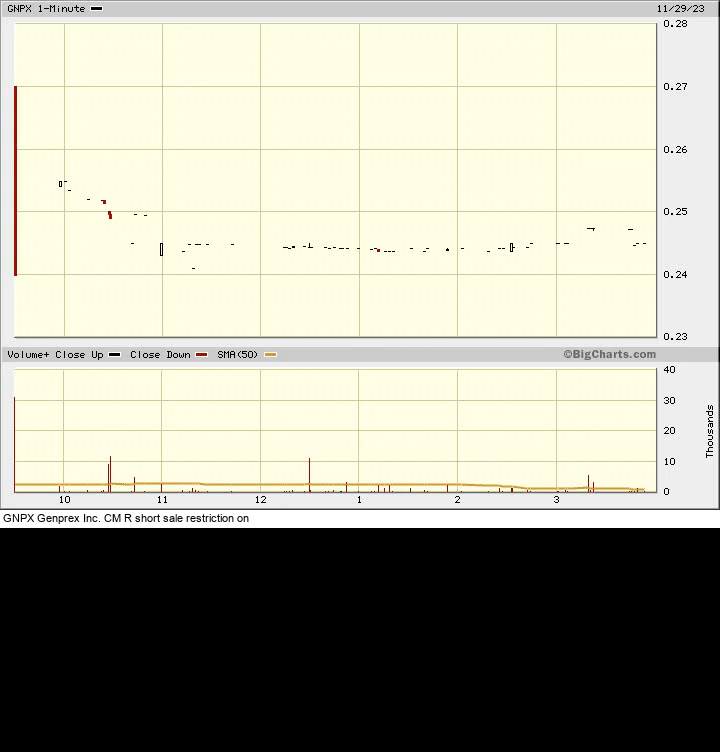 GNPX 1-Minute 11/29/23
0.28
0.27
0.26
0.25
0.24
0.23
Volume+ Close Up Close Down SMA(50) ©BigCharts.com
40
30
20
10
0
Thousands
10 11 12 1 2 3
GNPX Genprex Inc. CM R short sale restriction on